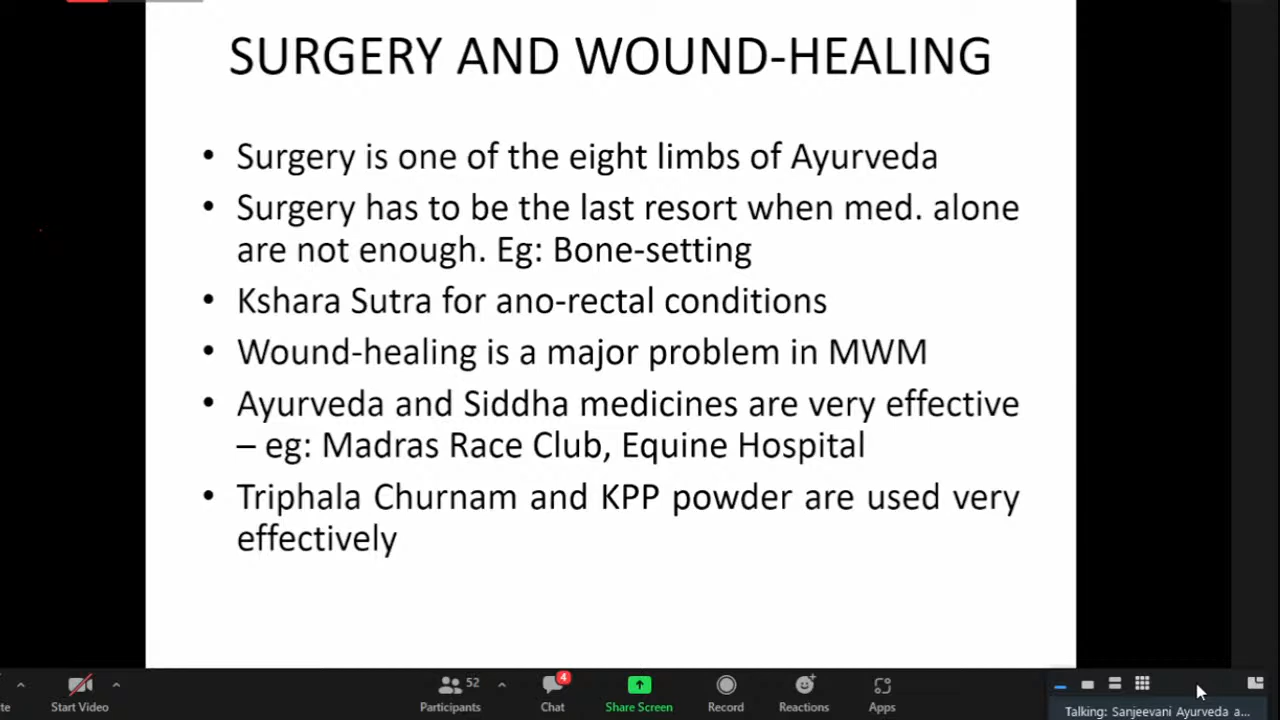 SURGERY AND WOUND-HEALING
• Surgery is one of the eight limbs of Ayurveda
• Surgery has to be the last resort when med. alone
are not enough. Eg: Bone-setting
• Kshara Sutra for ano-rectal conditions
• Wound-healing is a major problem in MWM
• Ayurveda and Siddha medicines are very effective
– eg: Madras Race Club, Equine Hospital
• Triphala Churnam and KPP powder are used very
effectively
te Start Video Participants 52 Chat 4 Share Screen Record Reactions Apps
Talking: Sanjeevani Ayurveda a...